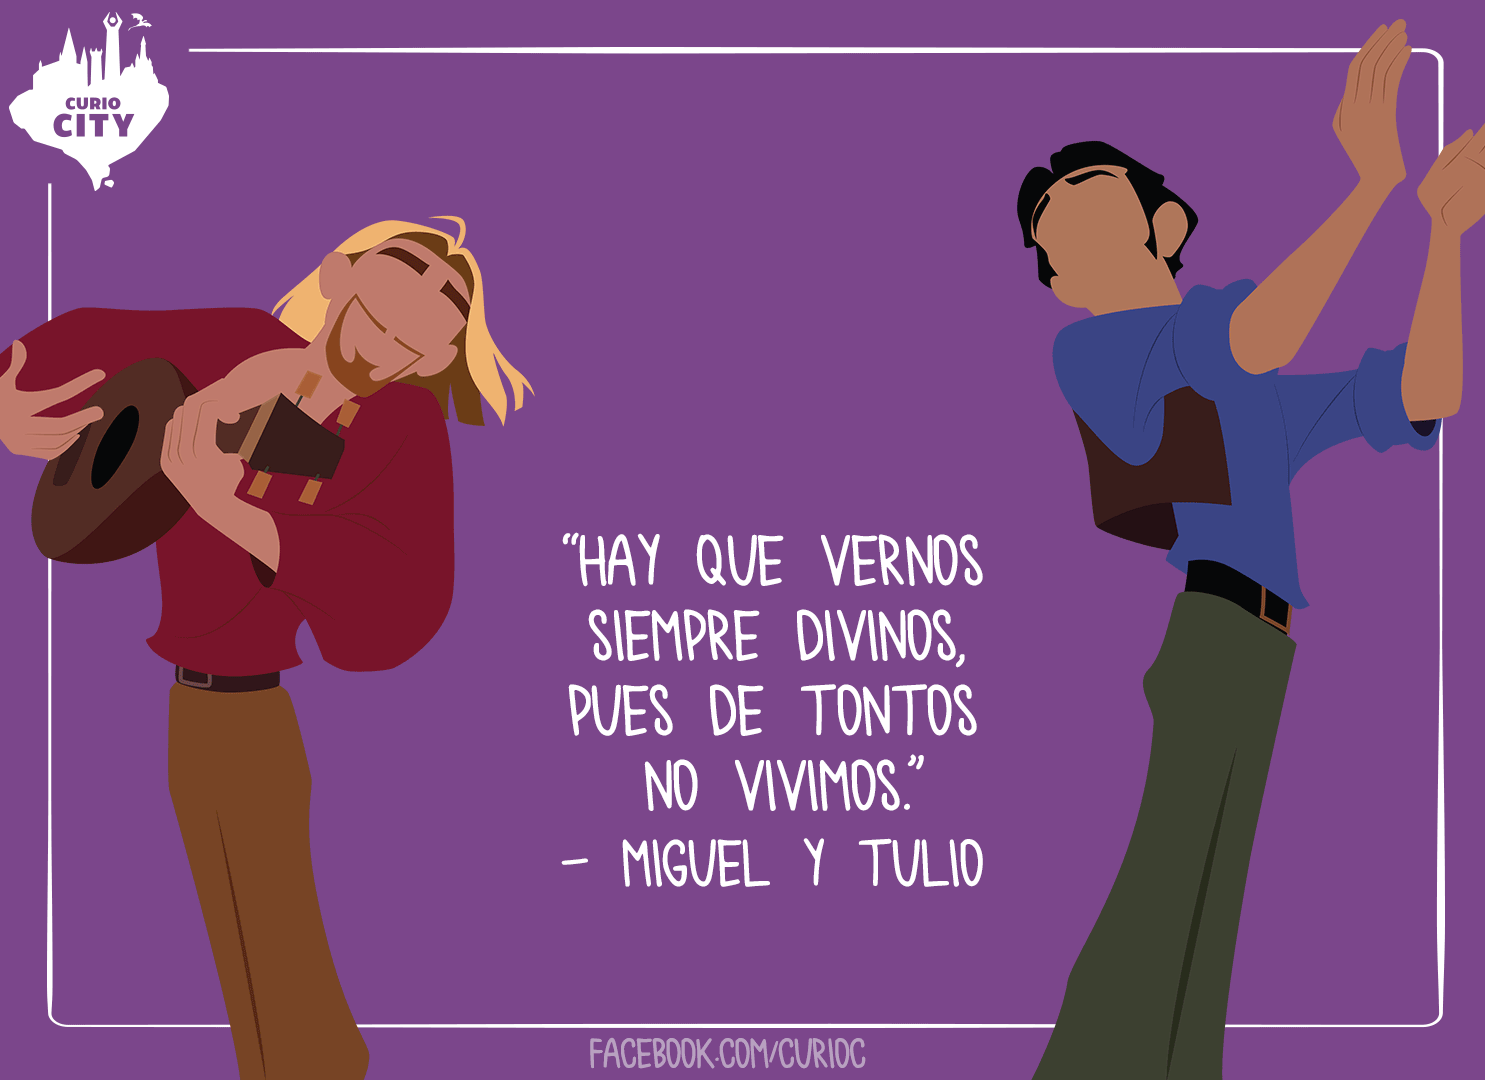 CURIO
CITY
"HAY QUE VERNOS
SIEMPRE DIVINOS,
PUES DE TONTOS
NO VIVIMOS."
- MIGUEL Y TULIO
FACEBOOK.COM/CURIOC